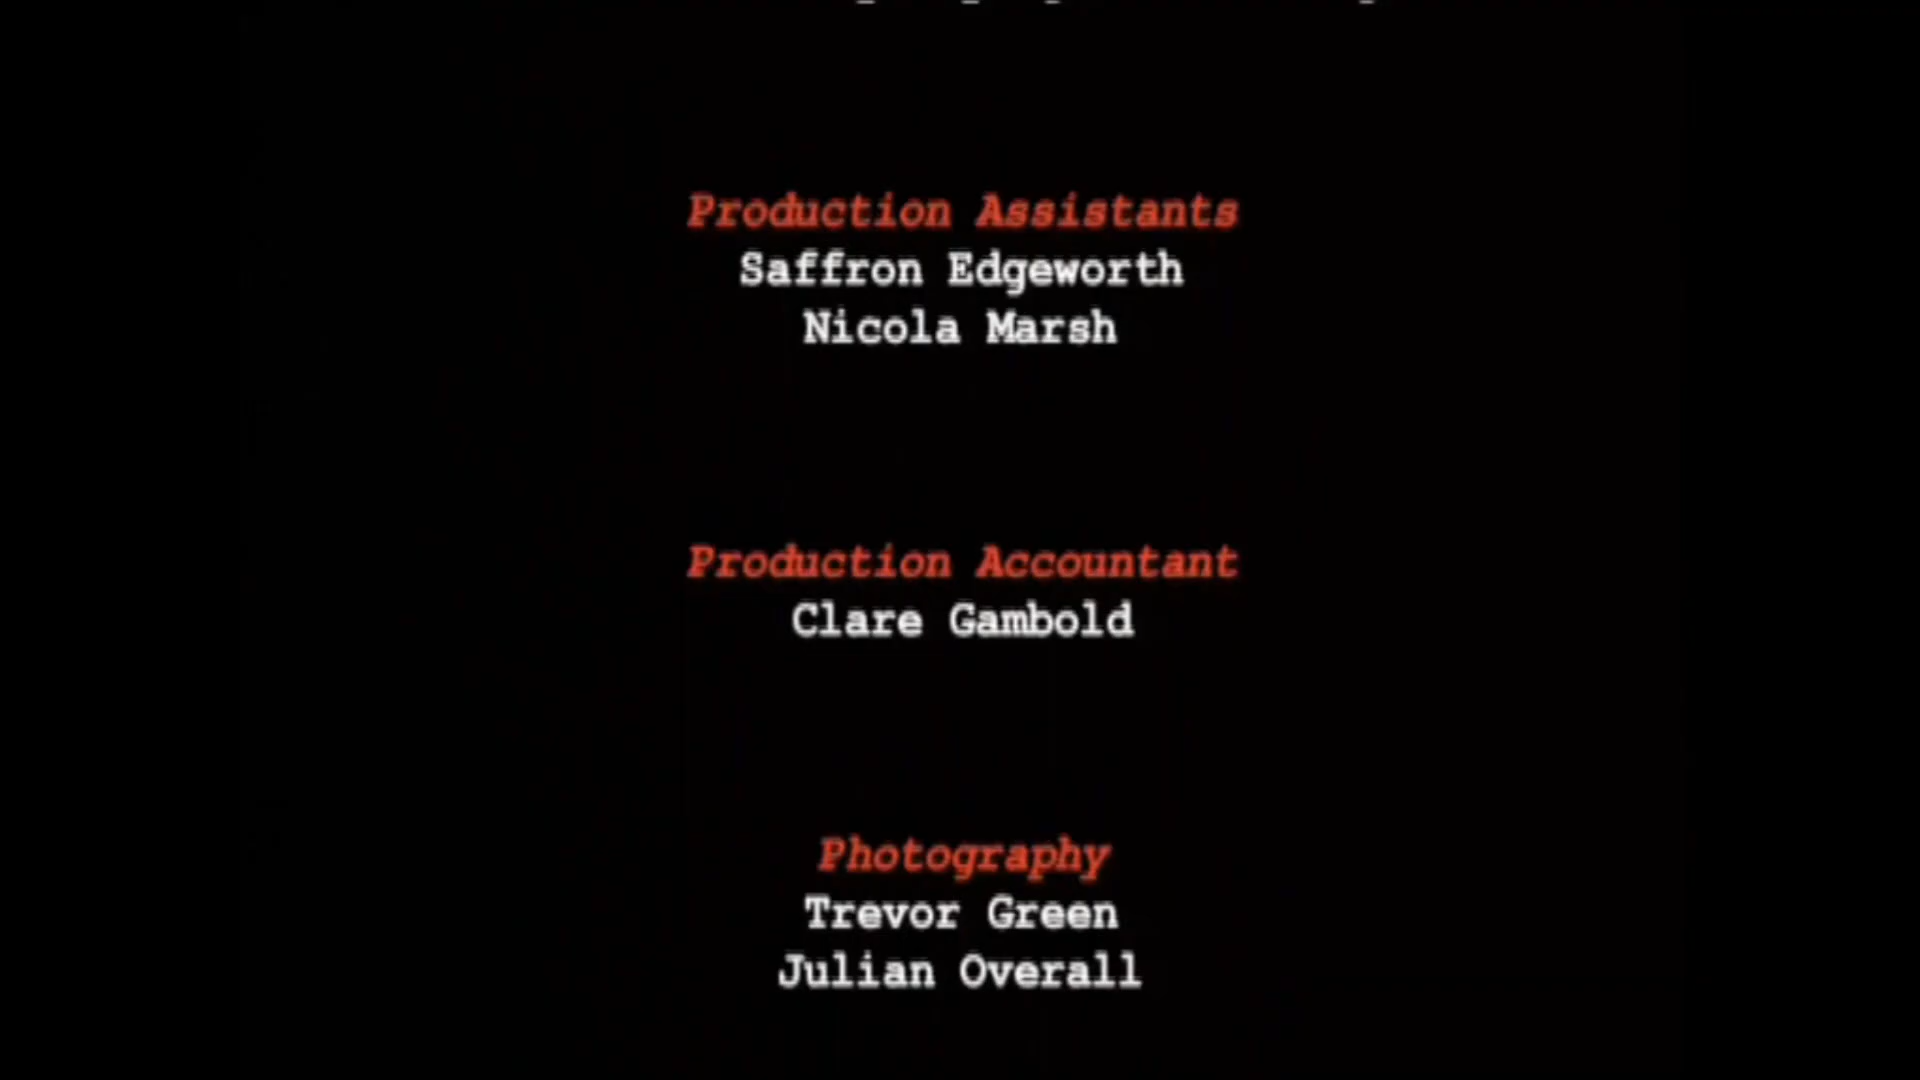 Production Assistants
Saffron Edgeworth
Nicola Marsh
Production Accountant
Clare Gambold
Photography
Trevor Green
Julian Overall